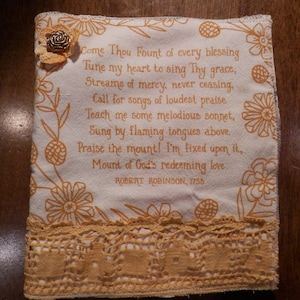 Come Thou Fount of every blessing
Tune my heart to sing Thy grace,
Streams of mercy, never ceasing,
Call for songs of loudest praise
Teach me some melodious sonnet,
Sung by flaming tongues above.
Praise the mount! I'm fixed upon it,
Mount of God's redeeming love.
ROBERT ROBINSON, 1758